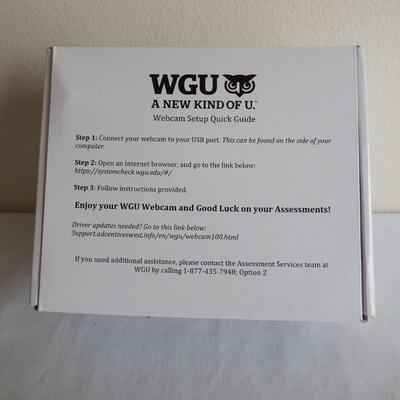 WGU
A NEW KIND OF U.™
Webcam Setup Quick Guide
Step 1: Connect your webcam to your USB port. This can be found on the side of your
computer.
Step 2: Open an Internet browser, and go to the link below:
https://systemcheck.wgu.edu/#/
Step 3: Follow instructions provided.
Enjoy your WGU Webcam and Good Luck on your Assessments!
Driver updates needed? Go to this link below:
Support.adcentiveswest.info/en/wgu/webcam100.html
If you need additional assistance, please contact the Assessment Services team at
WGU by calling 1-877-435-7948; Option 2